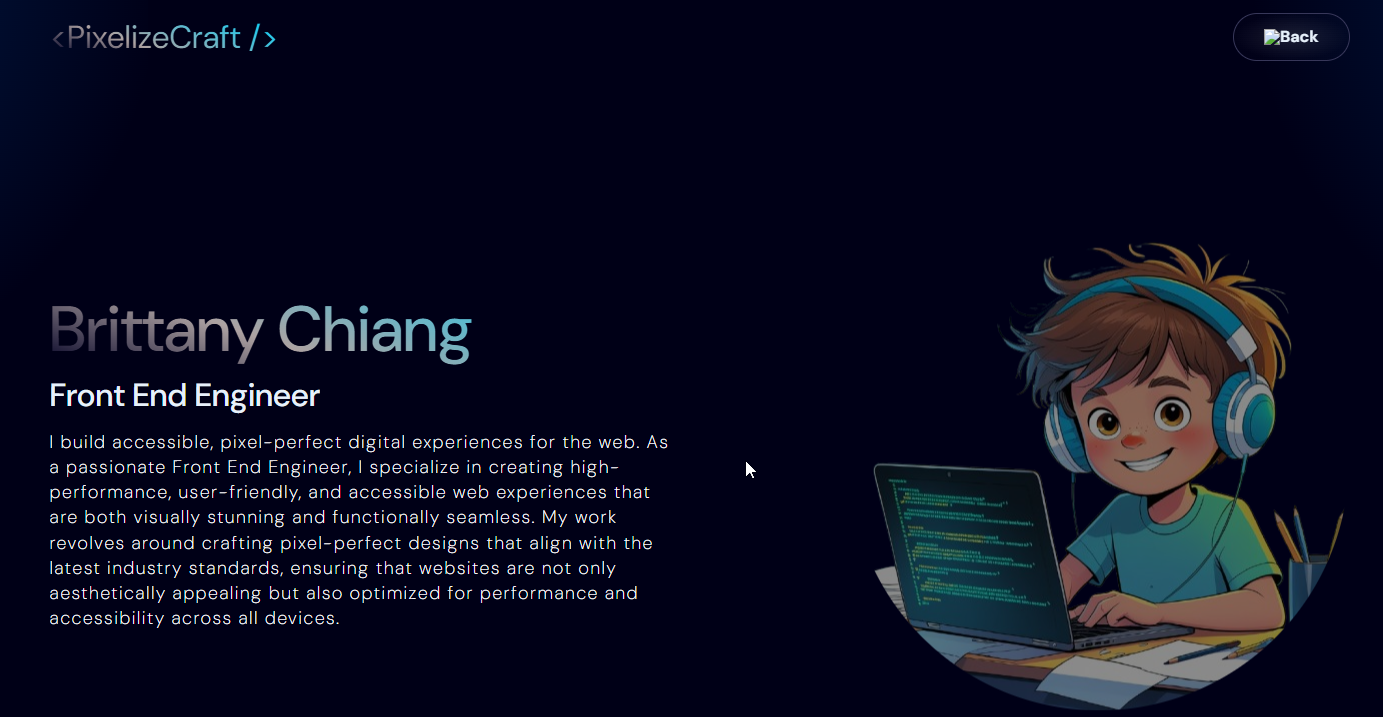 <PixelizeCraft />
Back
Brittany Chiang
Front End Engineer
I build accessible, pixel-perfect digital experiences for the web. As
a passionate Front End Engineer, I specialize in creating high-
performance, user-friendly, and accessible web experiences that
are both visually stunning and functionally seamless. My work
revolves around crafting pixel-perfect designs that align with the
latest industry standards, ensuring that websites are not only
aesthetically appealing but also optimized for performance and
accessibility across all devices.